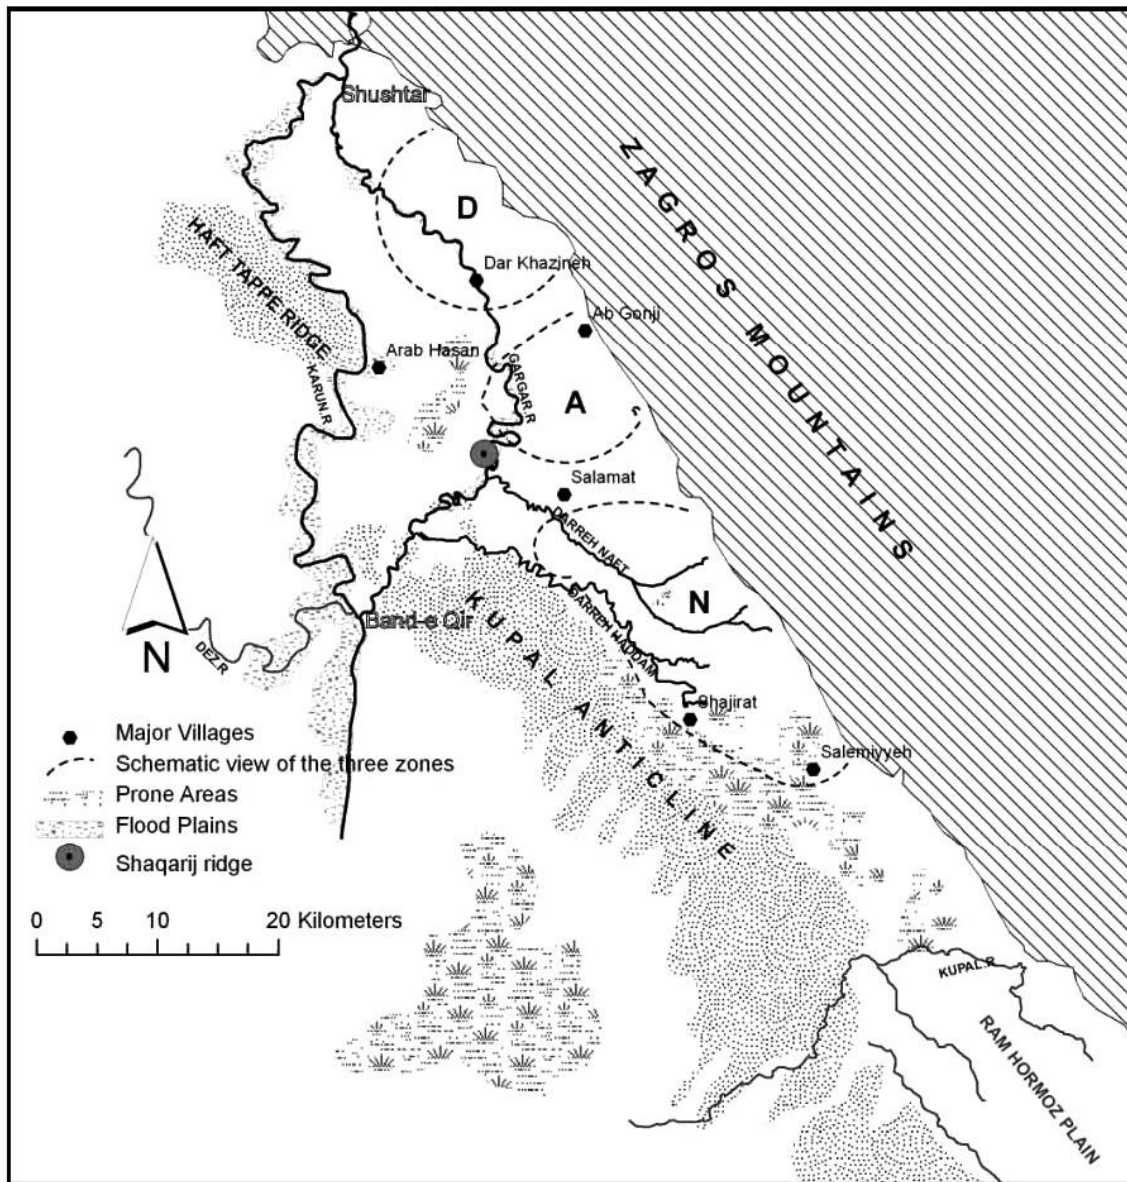 Shushtar
ZAGROS MOUNTAINS
D
HAFT TAPPE RIDGE
Dar Khazineh
Ab Gonji
Arab Hasan
GARGAR.R
KARUN.R
A
Salamat
St
DARREH NAFT
N
KUPAL ANTICLINE
Band-e Qir
DARREH HADDAM
N
DEZ.R
Shajirat
Salemiyyeh
Major Villages
Schematic view of the three zones
Prone Areas
Flood Plains
Shaqarij ridge
0 5 10 20 Kilometers
KUPAL.R
RAM HORMOZ PLAIN